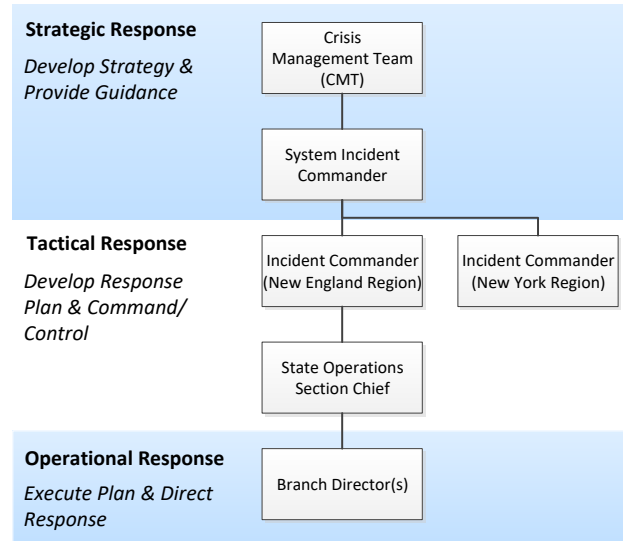 Strategic Response
Develop Strategy &
Provide Guidance
Crisis
Management Team
(CMT)
System Incident
Commander
Tactical Response
Develop Response
Plan & Command/
Control
Incident Commander
(New England Region)
Incident Commander
(New York Region)
State Operations
Section Chief
Operational Response
Execute Plan & Direct
Response
Branch Director(s)